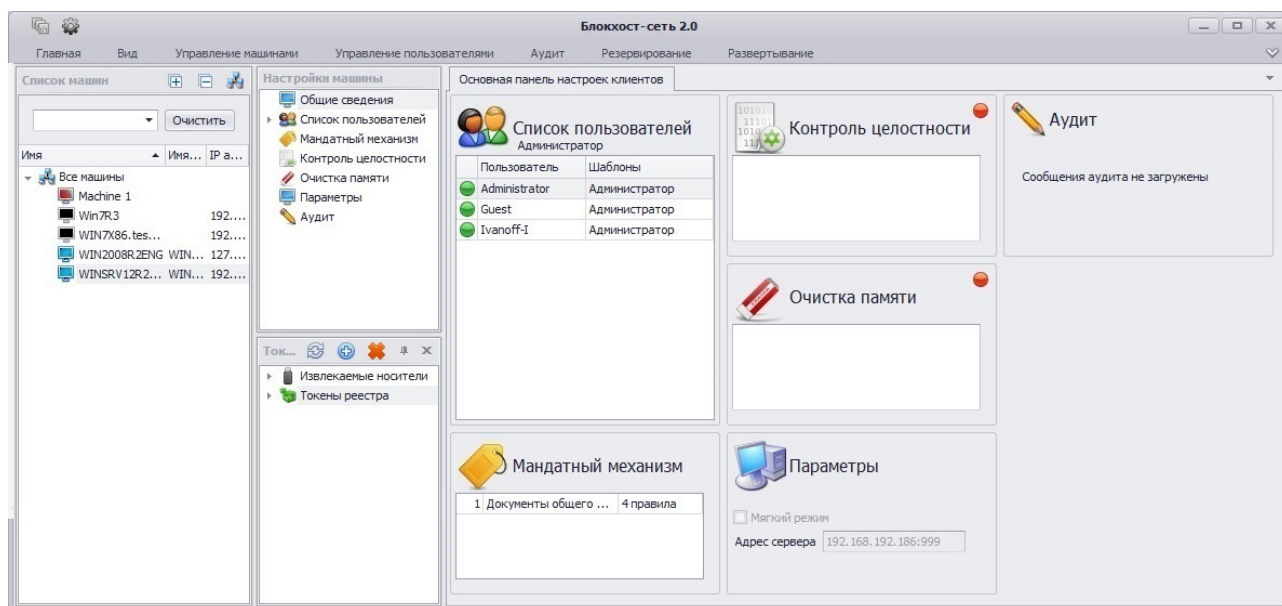 Блокхост-сеть 2.0
Главная Вид Управление машинами Управление пользователями Аудит Резервирование Развертывание
Список машин
Очистить
Имя Имя... IP а...
Все машины
Machine 1
Win7R3 192....
WIN7X86.tes... 192....
WIN2008R2ENG WIN... 127....
WINSRV12R2... WIN... 192....
Настройки машины
Общие сведения
Список пользователей
Мандатный механизм
Контроль целостности
Очистка памяти
Параметры
Аудит
Ток...
Извлекаемые носители
Токены реестра
Основная панель настроек клиентов
Список пользователей
Администратор
Пользователь Шаблоны
Administrator Администратор
Guest Администратор
Ivanoff-I Администратор
Мандатный механизм
1 Документы общего ... 4 правила
Контроль целостности
Очистка памяти
Параметры
Мягкий режим
Адрес сервера 192.168.192.186:999
Аудит
Сообщения аудита не загружены